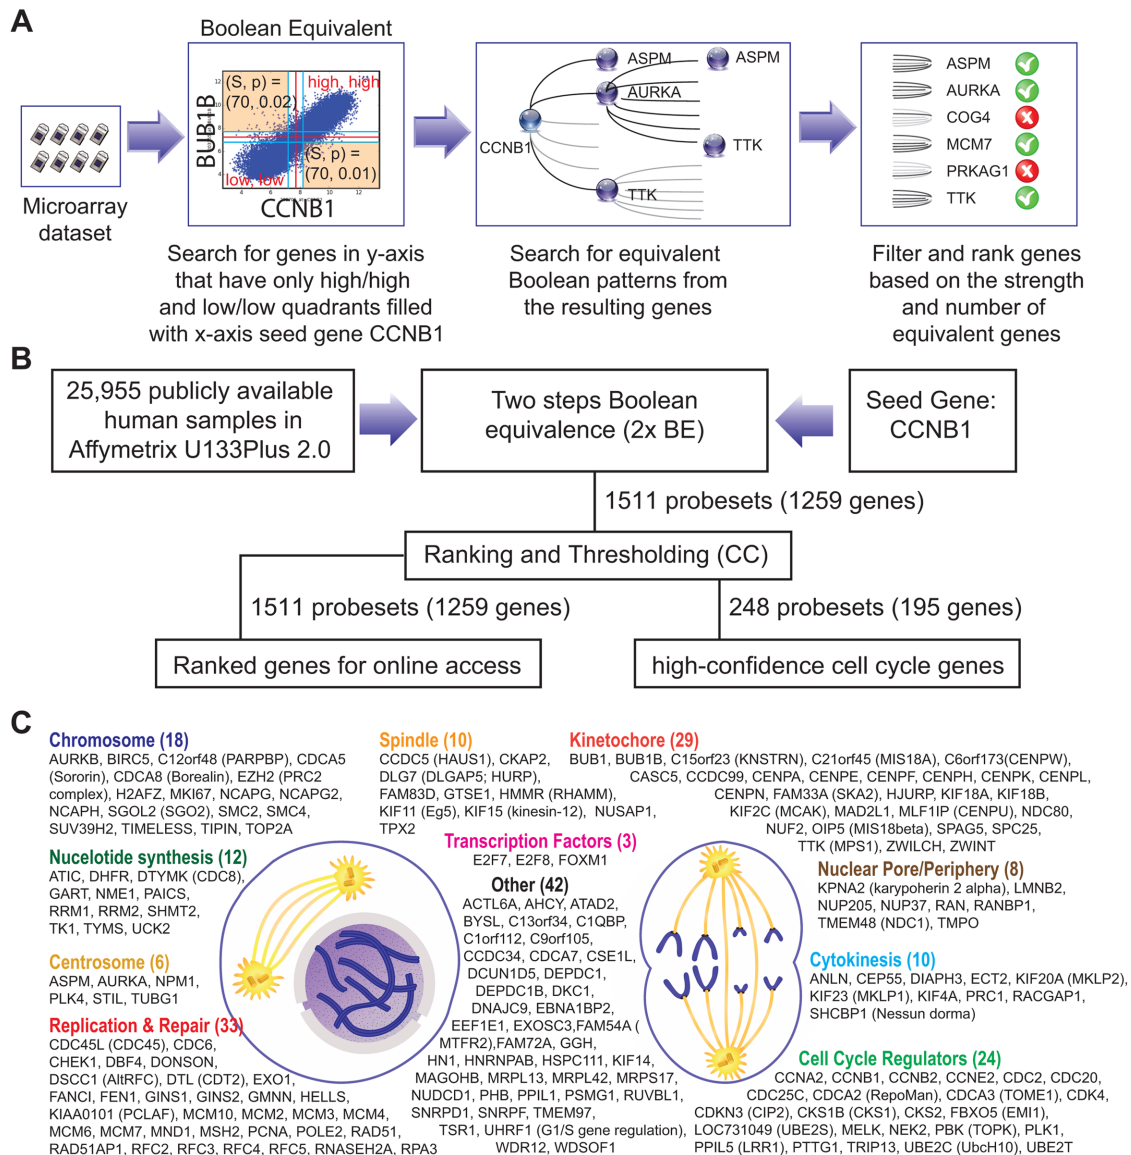 A
Boolean Equivalent
(S, p) =
(70, 0.02)
high, high
BUB1B
(S, p) =
(70, 0.01)
low, low
12
10
8
6
4
4
6
8
10
12
CCNB1
Microarray
dataset
Search for genes in y-axis
that have only high/high
and low/low quadrants filled
with x-axis seed gene CCNB1
CCNB1
ASPM
AURKA
TTK
ASPM
TTK
Search for equivalent
Boolean patterns from
the resulting genes
ASPM
AURKA
COG4
MCM7
PRKAG1
TTK
Filter and rank genes
based on the strength
and number of
equivalent genes
B
25,955 publicly available
human samples in
Affymetrix U133Plus 2.0
Two steps Boolean
equivalence (2x BE)
Seed Gene:
CCNB1
1511 probesets (1259 genes)
Ranking and Thresholding (CC)
1511 probesets (1259 genes)
248 probesets (195 genes)
Ranked genes for online access
high-confidence cell cycle genes
C
Chromosome (18)
AURKB, BIRC5, C12orf48 (PARPBP), CDCA5
(Sororin), CDCA8 (Borealin), EZH2 (PRC2
complex), H2AFZ, MKI67, NCAPG, NCAPG2,
NCAPH, SGOL2 (SGO2), SMC2, SMC4,
SUV39H2, TIMELESS, TIPIN, TOP2A
Spindle (10)
CCDC5 (HAUS1), CKAP2,
DLG7 (DLGAP5; HURP),
FAM83D, GTSE1, HMMR (RHAMM),
KIF11 (Eg5), KIF15 (kinesin-12), NUSAP1,
TPX2
Kinetochore (29)
BUB1, BUB1B, C15orf23 (KNSTRN), C21orf45 (MIS18A), C6orf173(CENPW),
CASC5, CCDC99, CENPA, CENPE, CENPF, CENPH, CENPK, CENPL,
CENPN, FAM33A (SKA2), HJURP, KIF18A, KIF18B,
KIF2C (MCAK), MAD2L1, MLF1IP (CENPU), NDC80,
NUF2, OIP5 (MIS18beta), SPAG5, SPC25,
TTK (MPS1), ZWILCH, ZWINT
Nucelotide synthesis (12)
ATIC, DHFR, DTYMK (CDC8),
GART, NME1, PAICS,
RRM1, RRM2, SHMT2,
TK1, TYMS, UCK2
Centrosome (6)
ASPM, AURKA, NPM1,
PLK4, STIL, TUBG1
Replication & Repair (33)
CDC45L (CDC45), CDC6,
CHEK1, DBF4, DONSON,
DSCC1 (AltRFC), DTL (CDT2), EXO1,
FANCI, FEN1, GINS1, GINS2, GMNN, HELLS,
KIAA0101 (PCLAF), MCM10, MCM2, MCM3, MCM4,
MCM6, MCM7, MND1, MSH2, PCNA, POLE2, RAD51,
RAD51AP1, RFC2, RFC3, RFC4, RFC5, RNASEH2A, RPA3
Transcription Factors (3)
E2F7, E2F8, FOXM1
Other (42)
ACTL6A, AHCY, ATAD2,
BYSL, C13orf34, C1QBP,
C1orf112, C9orf105,
CCDC34, CDCA7, CSE1L,
DCUN1D5, DEPDC1,
DEPDC1B, DKC1,
DNAJC9, EBNA1BP2,
EEF1E1, EXOSC3,FAM54A (
MTFR2),FAM72A, GGH,
HN1, HNRNPAB, HSPC111, KIF14,
MAGOHB, MRPL13, MRPL42, MRPS17,
NUDCD1, PHB, PPIL1, PSMG1, RUVBL1,
SNRPD1, SNRPF, TMEM97,
TSR1, UHRF1 (G1/S gene regulation),
WDR12, WDSOF1
Nuclear Pore/Periphery (8)
KPNA2 (karypoherin 2 alpha), LMNB2,
NUP205, NUP37, RAN, RANBP1,
TMEM48 (NDC1), TMPO
Cytokinesis (10)
ANLN, CEP55, DIAPH3, ECT2, KIF20A (MKLP2),
KIF23 (MKLP1), KIF4A, PRC1, RACGAP1,
SHCBP1 (Nessun dorma)
Cell Cycle Regulators (24)
CCNA2, CCNB1, CCNB2, CCNE2, CDC2, CDC20,
CDC25C, CDCA2 (RepoMan), CDCA3 (TOME1), CDK4,
CDKN3 (CIP2), CKS1B (CKS1), CKS2, FBXO5 (EMI1),
LOC731049 (UBE2S), MELK, NEK2, PBK (TOPK), PLK1,
PPIL5 (LRR1), PTTG1, TRIP13, UBE2C (UbcH10), UBE2T